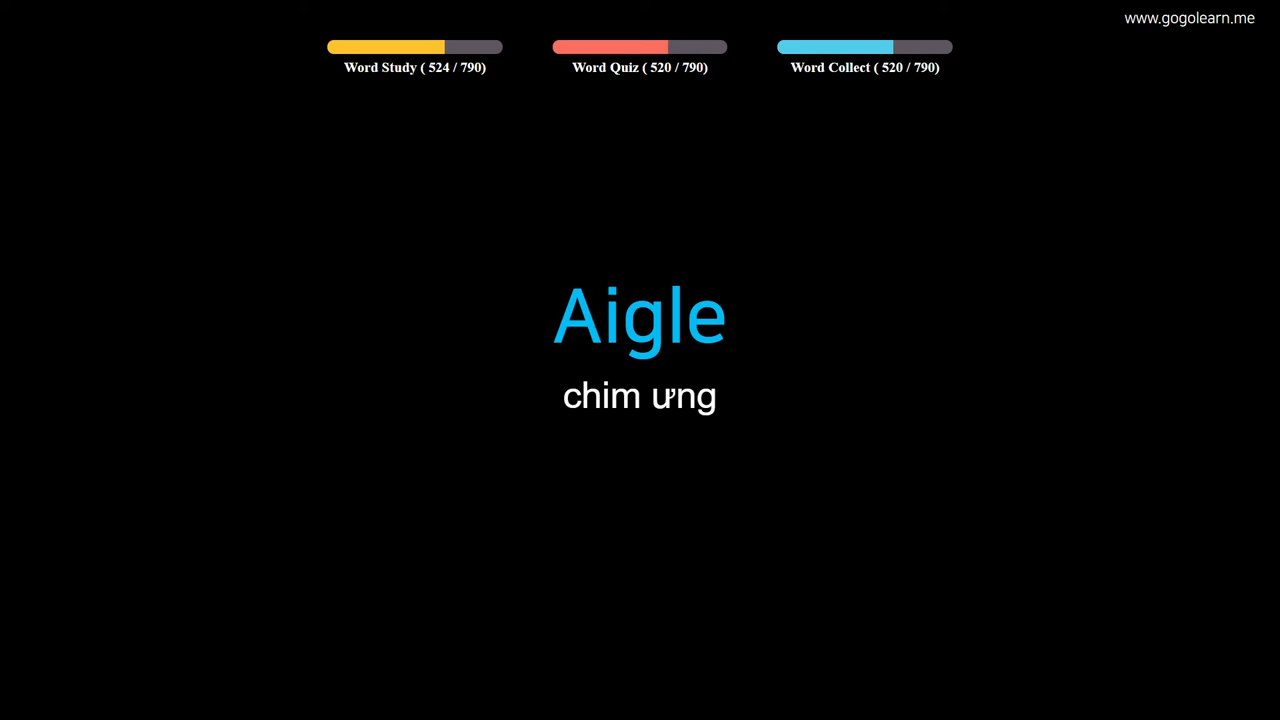 www.gogolearn.me
Word Study ( 524 / 790)
Word Quiz ( 520 / 790)
Word Collect ( 520 / 790)
Aigle
chim ưng